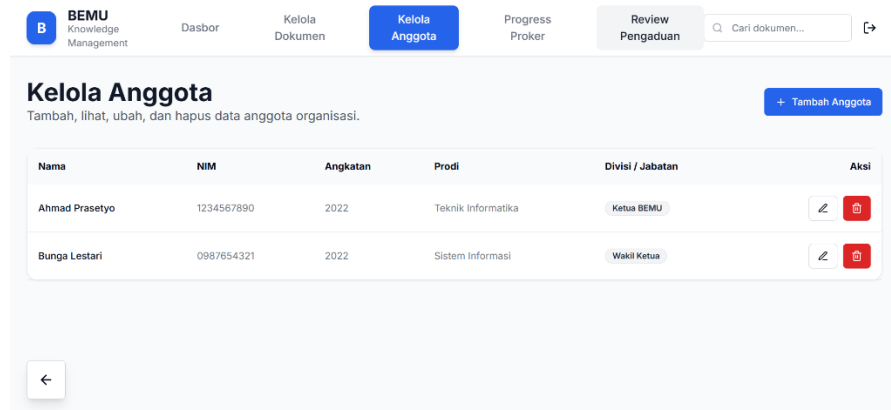 B
BEMU
Knowledge
Management
Dasbor
Kelola
Dokumen
Kelola
Anggota
Progress
Proker
Review
Pengaduan
Cari dokumen...
Kelola Anggota
Tambah, lihat, ubah, dan hapus data anggota organisasi.
+ Tambah Anggota
Nama NIM Angkatan Prodi Divisi / Jabatan Aksi
Ahmad Prasetyo 1234567890 2022 Teknik Informatika Ketua BEMU
Bunga Lestari 0987654321 2022 Sistem Informasi Wakil Ketua